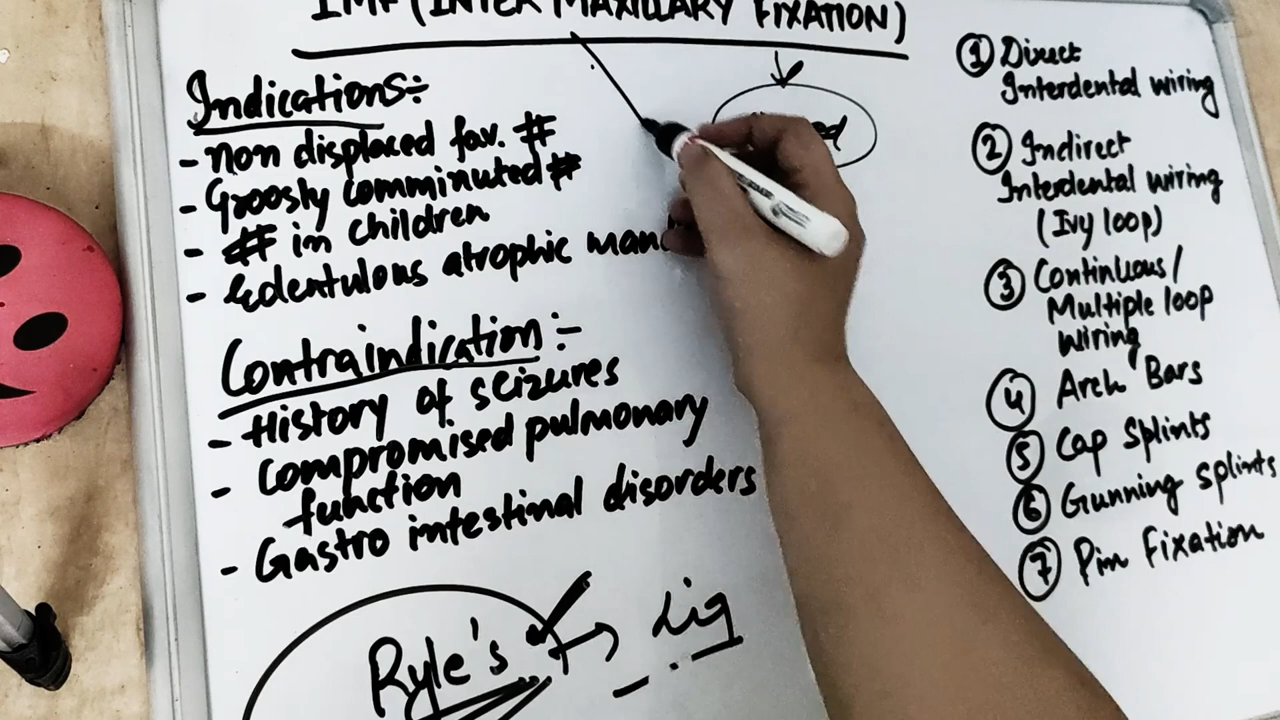 IMF (INTER MAXILLARY FIXATION)
Indications:-
- non displaced fav. #
- Groosly comminuted #
- # in children
- Edentulous atrophic
Contraindication:-
- History of seizures
- Compromised pulmonary
function
- Gastro intestinal disorders
Ryle's → Liq
① Direct
Interdental wiring
② Indirect
Interdental wiring
(Ivy loop)
③ Continuous/
Multiple loop
wiring
④ Arch Bars
⑤ Cap Splints
⑥ Gunning Splints
⑦ Pin Fixation